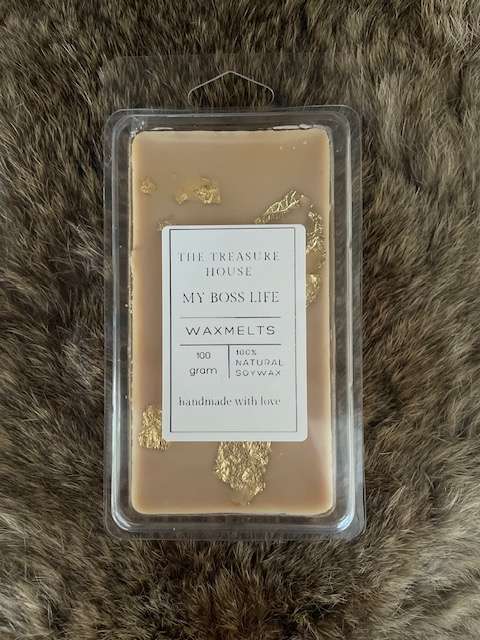 THE TREASURE
HOUSE
MY BOSS LIFE
WAXMELTS
100
gram
100%
NATURAL
SOYWAX
handmade with love